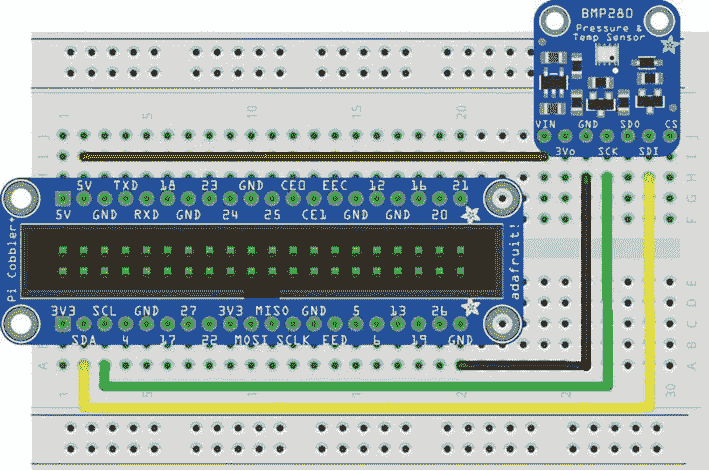 BMP280
Pressure &
Temp Sensor
VIN GND SDO CS
3Vo SCK SDI
1 5 10 15 20
J
I
H
G
F
5V TXD 18 23 GND CE0 EEC 12 16 21
5V GND RXD GND 24 25 CE1 GND GND 20
Pi Cobbler+
adafruit!
3V3 SCL GND 27 3V3 MISO GND 5 13 26
SDA 4 17 22 MOSI SCLK EED 6 19 GND
E
D
C
B
A
A
1 5 30